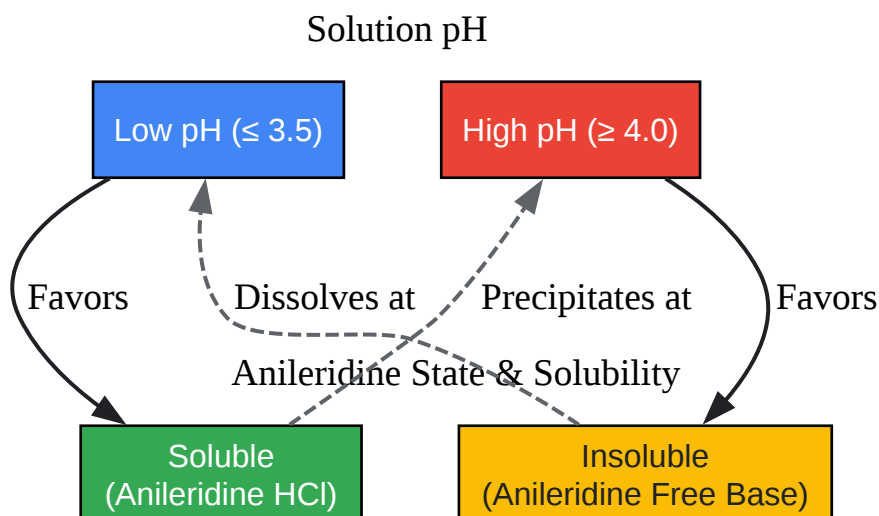 Solution pH
Low pH (≤ 3.5)
High pH (≥ 4.0)
Favors
Dissolves at
Precipitates at
Favors
Anileridine State & Solubility
Soluble
(Anileridine HCl)
Insoluble
(Anileridine Free Base)